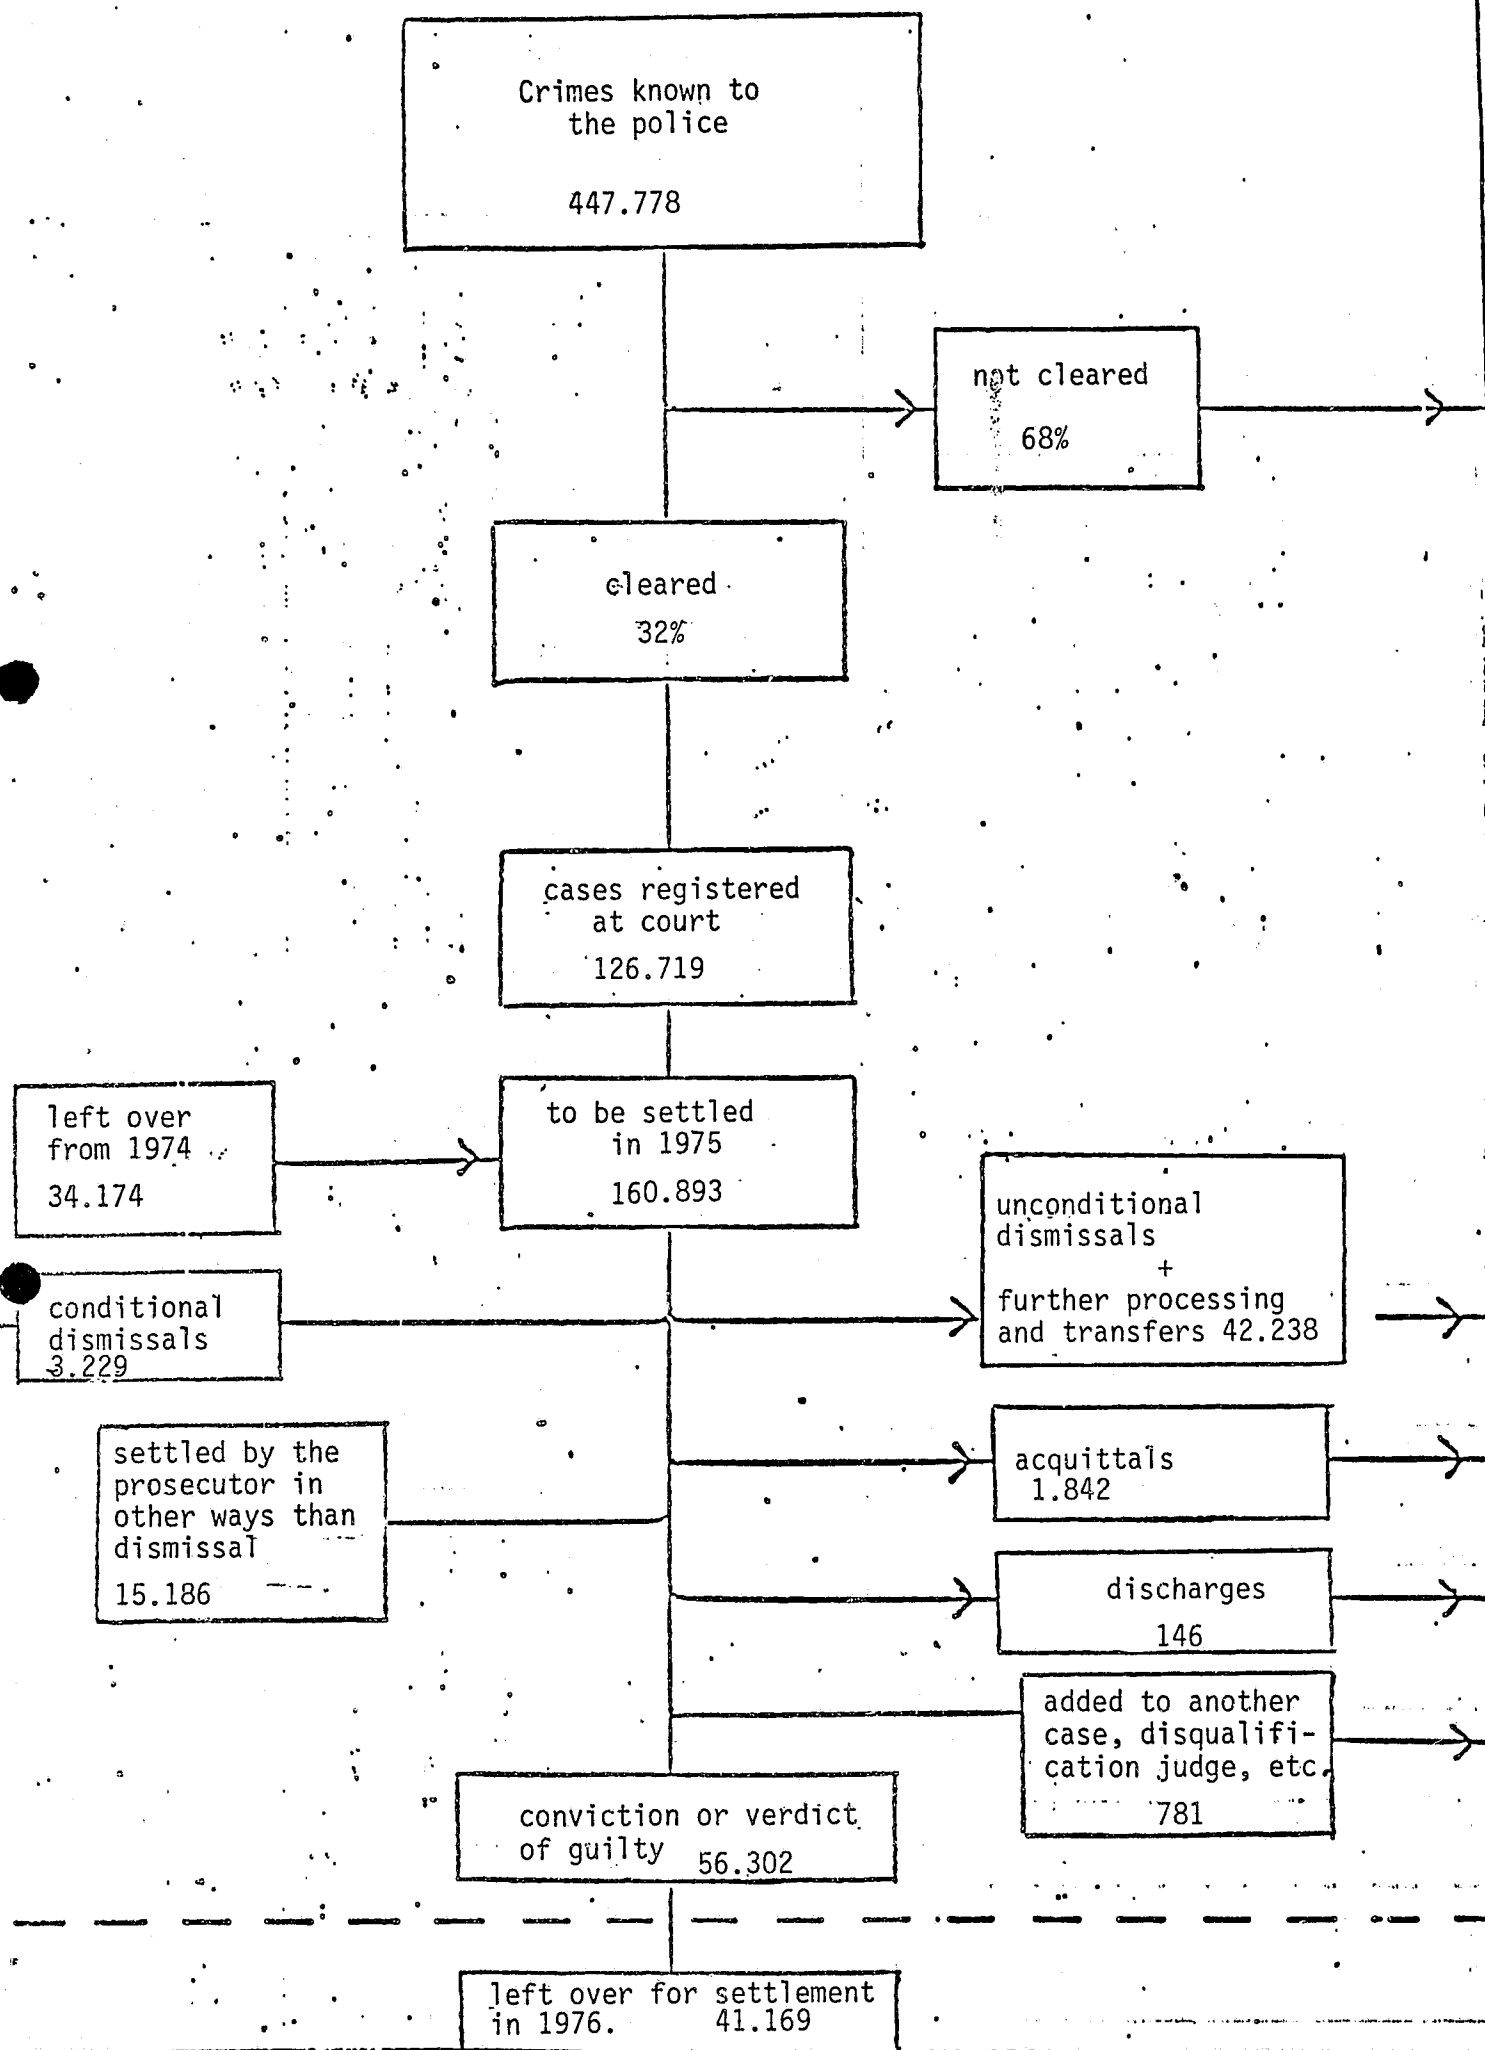 Crimes known to
the police
447.778
not cleared
68%
cleared
32%
cases registered
at court
126.719
left over
from 1974
34.174
to be settled
in 1975
160.893
unconditional
dismissals
+
further processing
and transfers 42.238
conditional
dismissals
3.229
acquittals
1.842
settled by the
prosecutor in
other ways than
dismissal
15.186
discharges
146
added to another
case, disqualifi-
cation judge, etc.
781
conviction or verdict
of guilty 56.302
left over for settlement
in 1976. 41.169